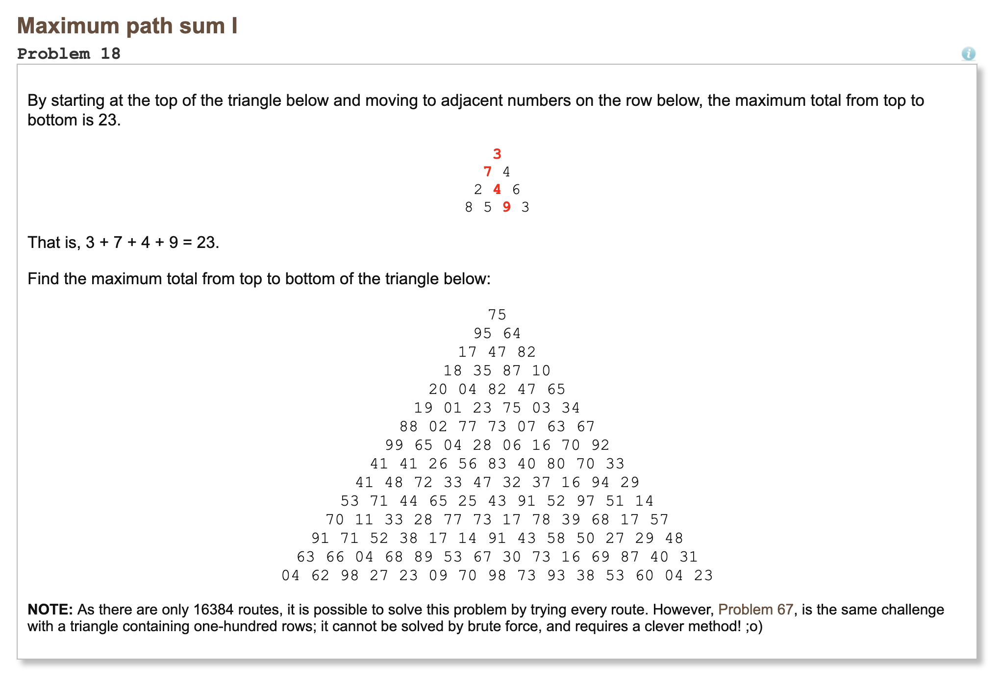 Maximum path sum I
Problem 18
By starting at the top of the triangle below and moving to adjacent numbers on the row below, the maximum total from top to
bottom is 23.
3
7 4
2 4 6
8 5 9 3
That is, 3 + 7 + 4 + 9 = 23.
Find the maximum total from top to bottom of the triangle below:
75
95 64
17 47 82
18 35 87 10
20 04 82 47 65
19 01 23 75 03 34
88 02 77 73 07 63 67
99 65 04 28 06 16 70 92
41 41 26 56 83 40 80 70 33
41 48 72 33 47 32 37 16 94 29
53 71 44 65 25 43 91 52 97 51 14
70 11 33 28 77 73 17 78 39 68 17 57
91 71 52 38 17 14 91 43 58 50 27 29 48
63 66 04 68 89 53 67 30 73 16 69 87 40 31
04 62 98 27 23 09 70 98 73 93 38 53 60 04 23
NOTE: As there are only 16384 routes, it is possible to solve this problem by trying every route. However, Problem 67, is the same challenge
with a triangle containing one-hundred rows; it cannot be solved by brute force, and requires a clever method! ;o)